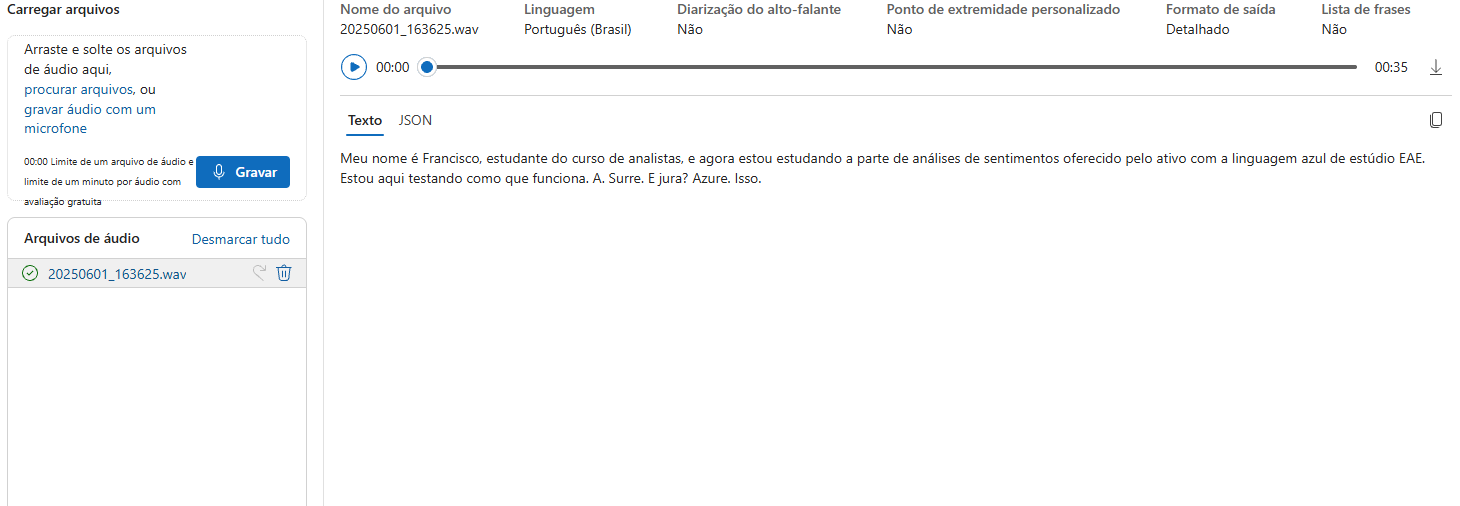 Carregar arquivos
Arraste e solte os arquivos
de áudio aqui,
procurar arquivos, ou
gravar áudio com um
microfone
00:00 Limite de um arquivo de áudio e
limite de um minuto por áudio com
avaliação gratuita
Gravar
Arquivos de áudio Desmarcar tudo
20250601_163625.wav
Nome do arquivo Linguagem Diarização do alto-falante Ponto de extremidade personalizado Formato de saída Lista de frases
20250601_163625.wav Português (Brasil) Não Não Detalhado Não
00:00 00:35
Texto JSON
Meu nome é Francisco, estudante do curso de analistas, e agora estou estudando a parte de análises de sentimentos oferecido pelo ativo com a linguagem azul de estúdio EAE.
Estou aqui testando como que funciona. A. Surre. E jura? Azure. Isso.